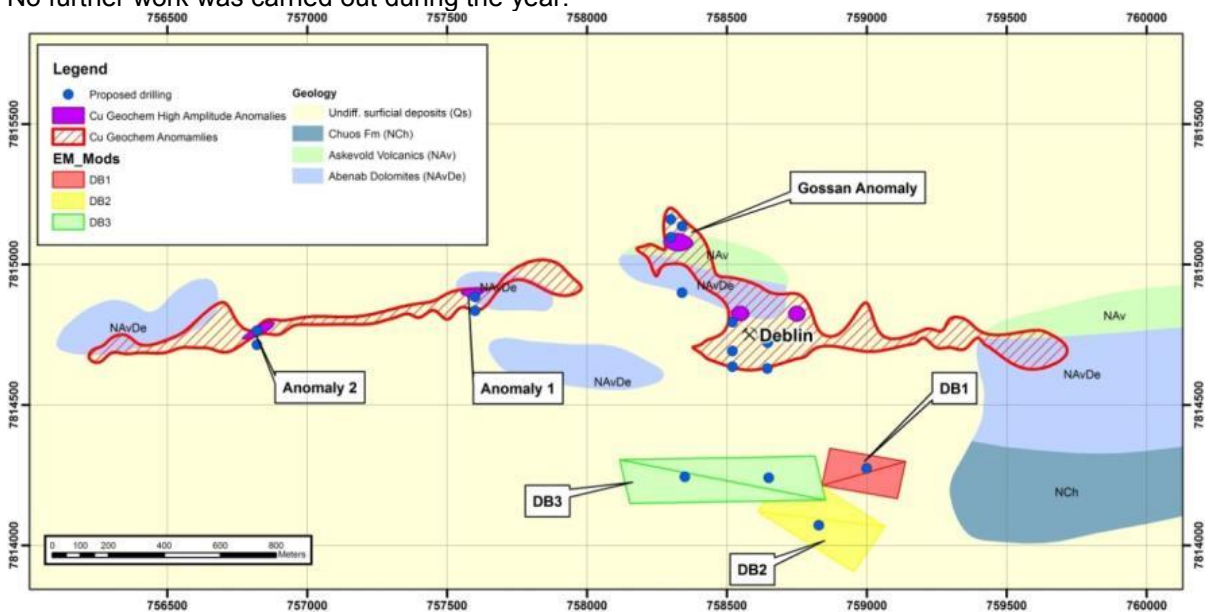 No further work was carried out during the year.
756500 757000 757500 758000 758500 759000 759500 760000
Legend
Proposed drilling
Cu Geochem High Amplitude Anomalies
Cu Geochem Anomamlies
EM_Mods
DB1
DB2
DB3
Geology
Undiff. surficial deposits (Qs)
Chuos Fm (NCh)
Askevold Volcanics (NAv)
Abenab Dolomites (NAvDe)
7815500
7815500
Gossan Anomaly
7815000
7815000
NAv
NAvDe
NAvDe
NAvDe
Deblin
NAv
NAvDe
NAvDe
Anomaly 2
Anomaly 1
DB1
7814500
7814500
DB3
NCh
DB2
7814000
7814000
0 100 200 400 600 800
Meters
756500 757000 757500 758000 758500 759000 759500 760000